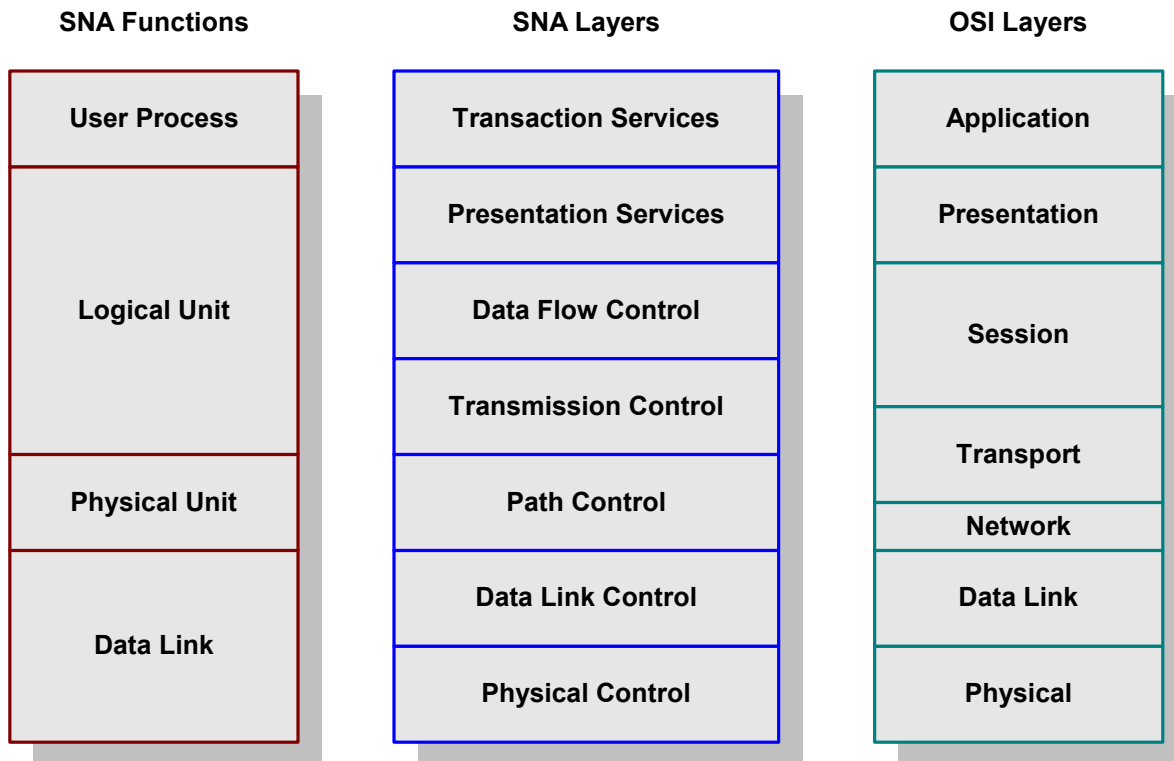 SNA Functions
User Process
Logical Unit
Physical Unit
Data Link
SNA Layers
Transaction Services
Presentation Services
Data Flow Control
Transmission Control
Path Control
Data Link Control
Physical Control
OSI Layers
Application
Presentation
Session
Transport
Network
Data Link
Physical